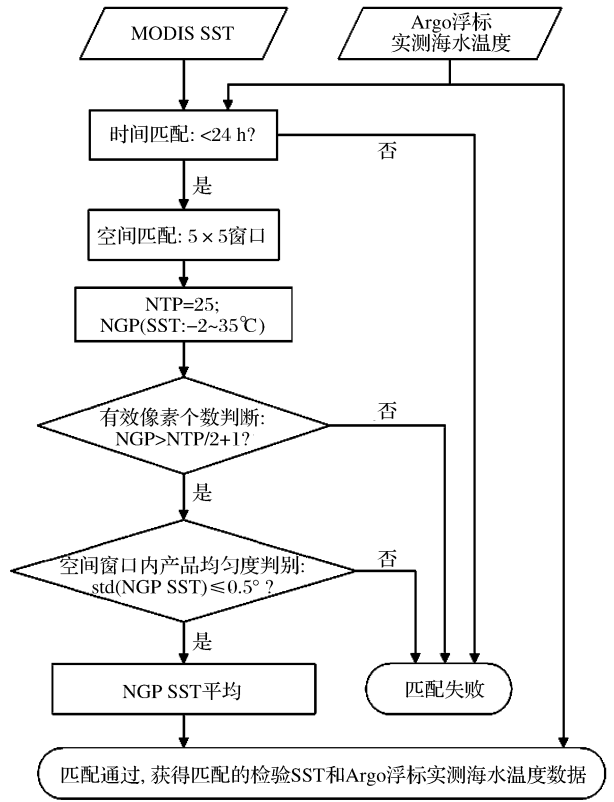 MODIS SST
Argo浮标
实测海水温度
时间匹配: <24 h?
否
是
空间匹配: 5 × 5窗口
NTP=25;
NGP(SST:-2~35℃)
有效像素个数判断:
NGP>NTP/2+1?
否
是
空间窗口内产品均匀度判别:
std(NGP SST)≤0.5° ?
否
是
NGP SST平均
匹配失败
匹配通过, 获得匹配的检验SST和Argo浮标实测海水温度数据